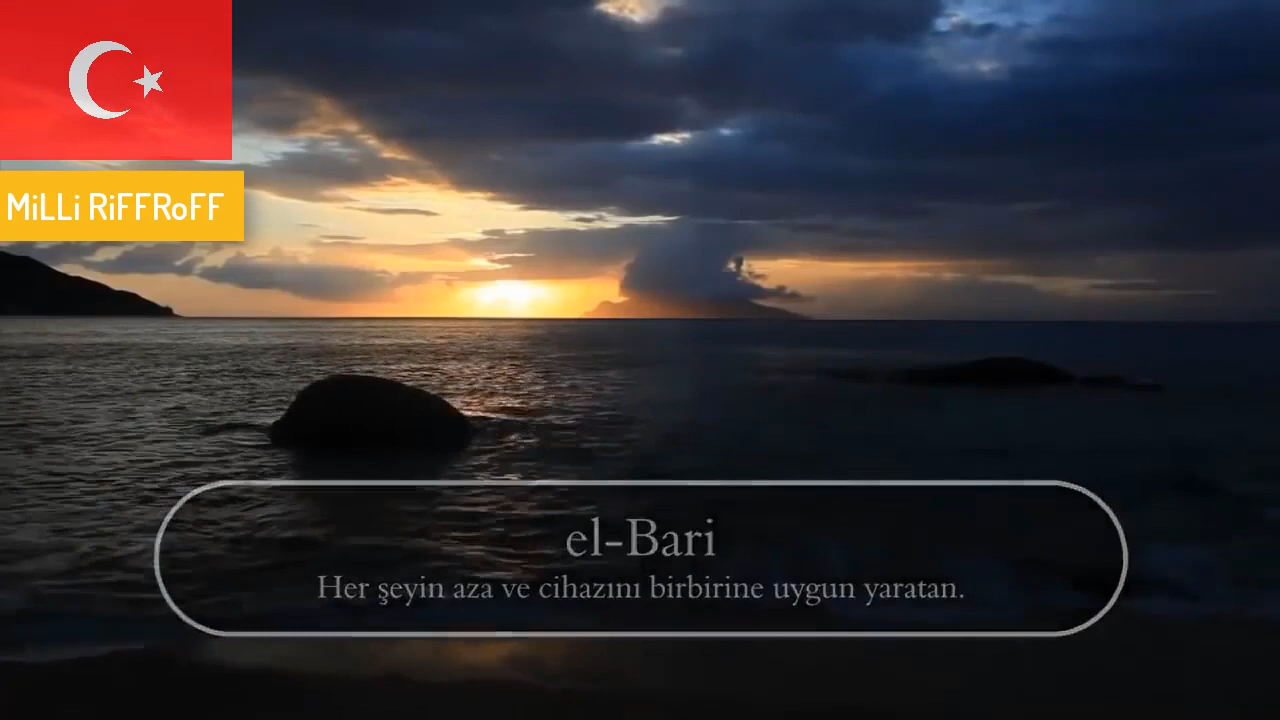 MiLLi RiFFRoFF
el-Bari
Her şeyin aza ve cihazını birbirine uygun yaratan.